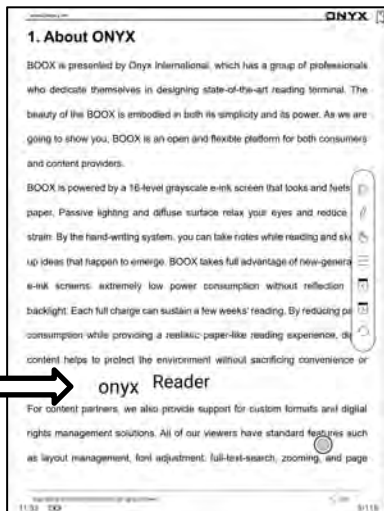 ONYX
1. About ONYX
BOOX is presented by Onyx International, which has a group of professionals
who dedicate themselves in designing state-of-the-art reading terminal. The
beauty of the BOOX is embodied in both its simplicity and its power. As we are
going to show you, BOOX is an open and flexible platform for both consumers
and content providers.
BOOX is powered by a 16-level grayscale e-ink screen that looks and feels
paper. Passive lighting and diffuse surface relax your eyes and reduce
strain. By the hand-writing system, you can take notes while reading and
up ideas that happen to emerge. BOOX takes full advantage of
e-ink screens: extremely low power consumption without reflection
backlight. Each full charge can sustain a few weeks' reading. By reducing
consumption while providing a realistic paper-like reading experience,
content helps to protect the environment without sacrificing convenience or
onyx Reader
For content partners, we also provide support for custom formats and digital
rights management solutions. All of our viewers have standard features such
as layout management, font adjustment, full-text-search, zooming, and page
11:53
5/115